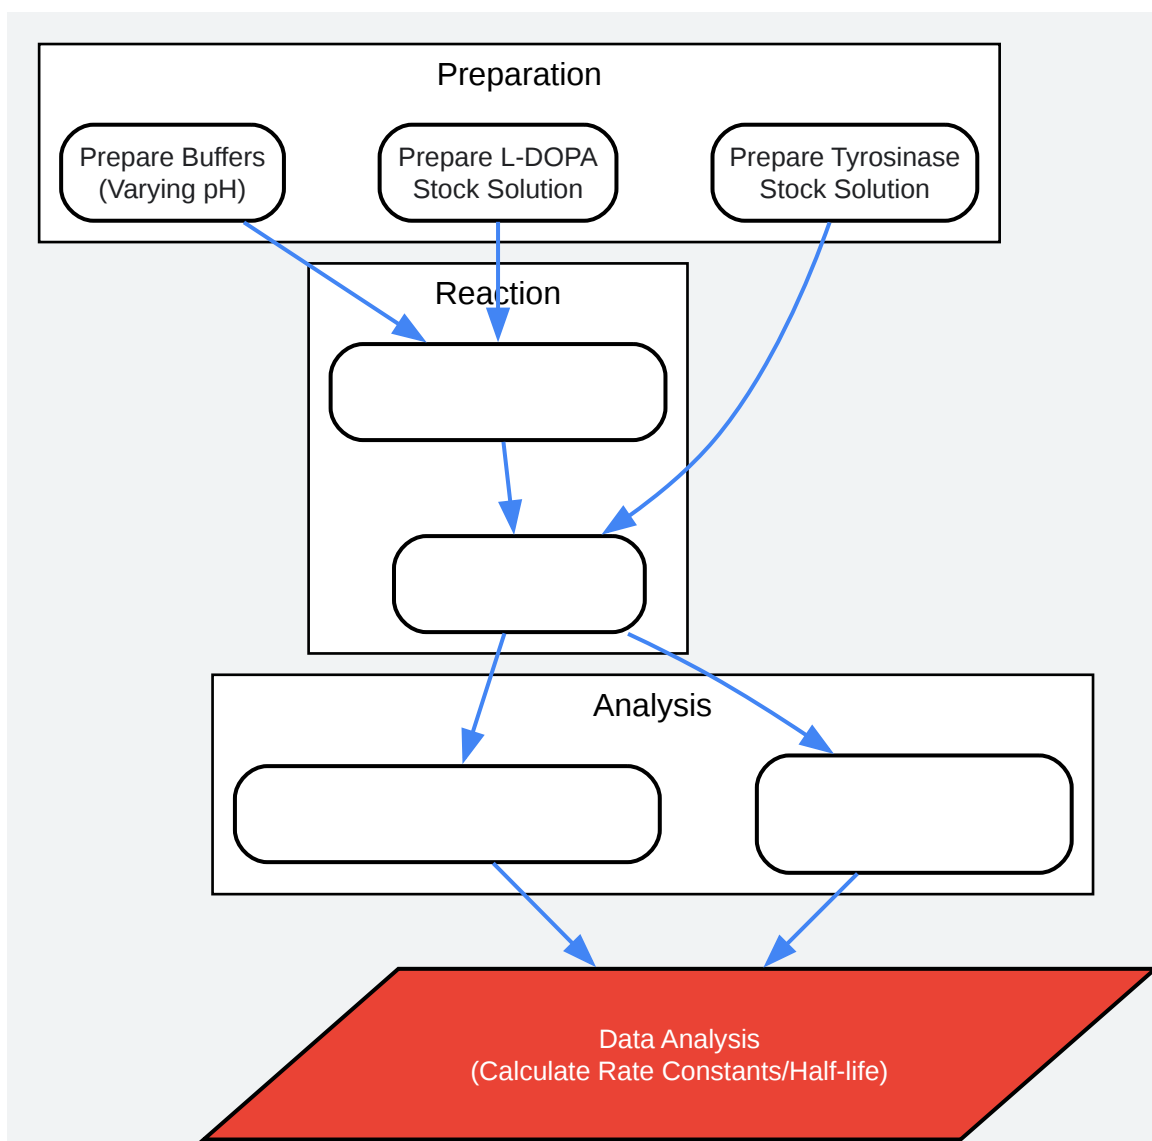 Preparation
Prepare Buffers
(Varying pH)
Prepare L-DOPA
Stock Solution
Prepare Tyrosinase
Stock Solution
Reaction
Analysis
Data Analysis
(Calculate Rate Constants/Half-life)